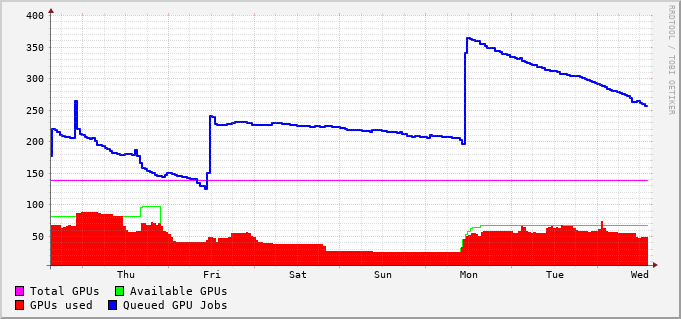 400
350
300
250
200
150
100
50
Thu Fri Sat Sun Mon Tue Wed
Total GPUs Available GPUs
GPUs used Queued GPU Jobs
RRDTOOL / TOBI OETIKER